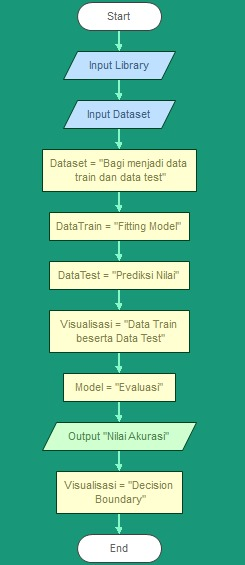 Start
Input Library
Input Dataset
Dataset = "Bagi menjadi data
train dan data test"
DataTrain = "Fitting Model"
DataTest = "Prediksi Nilai"
Visualisasi = "Data Train
beserta Data Test"
Model = "Evaluasi"
Output "Nilai Akurasi"
Visualisasi = "Decision
Boundary"
End